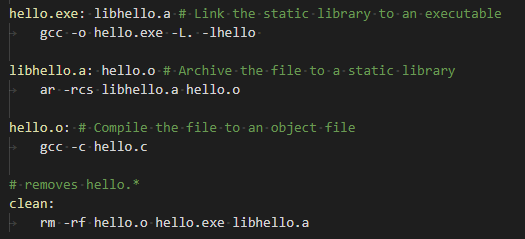 hello.exe: libhello.a # Link the static library to an executable
gcc -o hello.exe -L. -lhello
libhello.a: hello.o # Archive the file to a static library
ar -rcs libhello.a hello.o
hello.o: # Compile the file to an object file
gcc -c hello.c
# removes hello.*
clean:
rm -rf hello.o hello.exe libhello.a